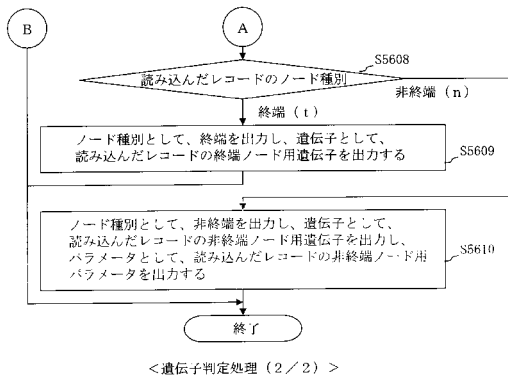 B
A
S5608
読み込んだレコードのノード種別
非終端（n）
終端（t）
ノード種別として、終端を出力し、遺伝子として、
読み込んだレコードの終端ノード用遺伝子を出力する
S5609
ノード種別として、非終端を出力し、遺伝子として、
読み込んだレコードの非終端ノード用遺伝子を出力し、
パラメータとして、読み込んだレコードの非終端ノード用
パラメータを出力する
S5610
終了
＜遺伝子判定処理（2／2）＞